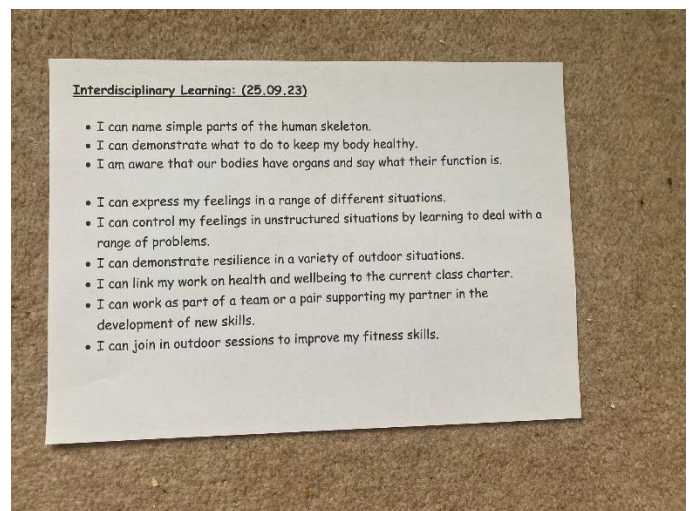 Interdisciplinary Learning: (25.09.23)
• I can name simple parts of the human skeleton.
• I can demonstrate what to do to keep my body healthy.
• I am aware that our bodies have organs and say what their function is.
• I can express my feelings in a range of different situations.
• I can control my feelings in unstructured situations by learning to deal with a
range of problems.
• I can demonstrate resilience in a variety of outdoor situations.
• I can link my work on health and wellbeing to the current class charter.
• I can work as part of a team or a pair supporting my partner in the
development of new skills.
• I can join in outdoor sessions to improve my fitness skills.